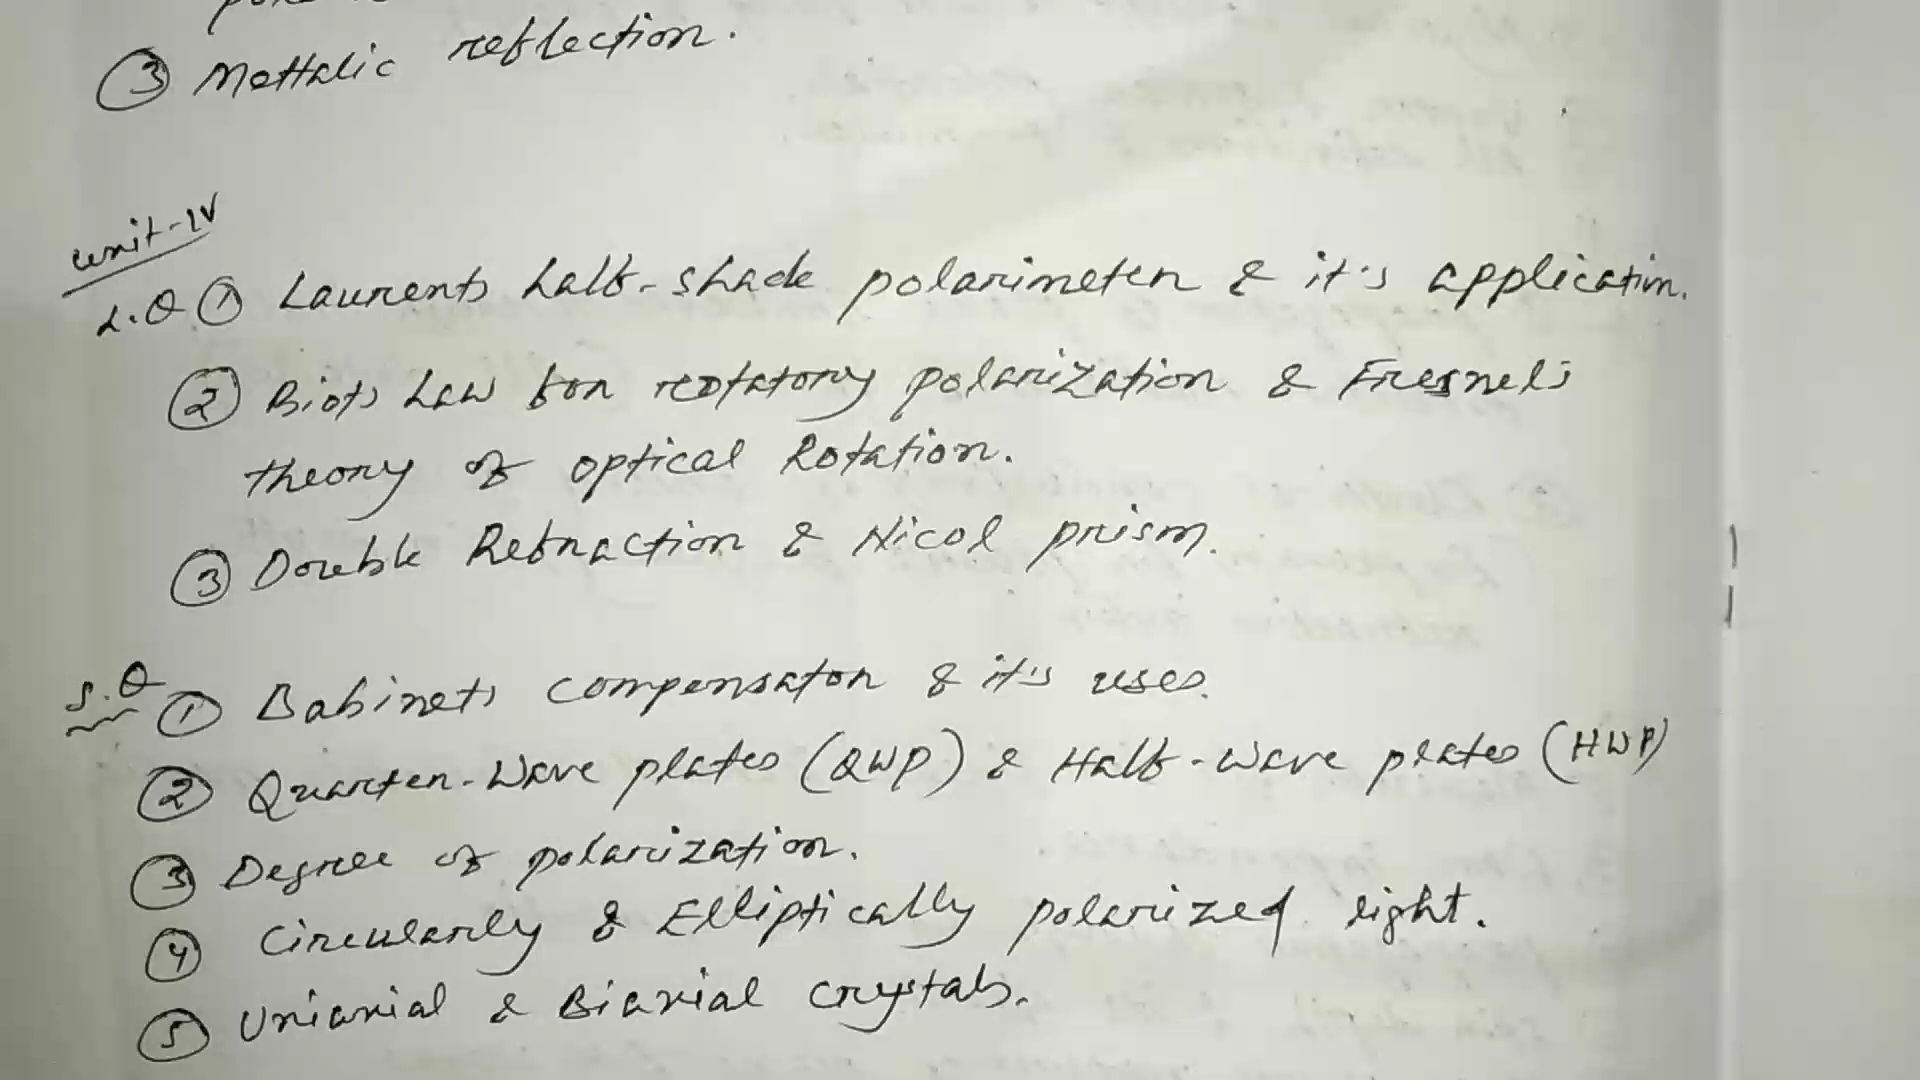 ③ Mettalic reflection.
Unit-IV
L.Q ① Laurents half-shade polarimeter & it's application.
② Biots Law for rotatory polarization & Fresnel's
theory of optical Rotation.
③ Double Refraction & Nicol prism.
S.Q ① Babinets compensator & it's uses.
② Quarter-Wave plates (QWP) & Half-Wave plates (HWP)
③ Degree of polarization.
④ Circularly & Elliptically polarized light.
⑤ Uniaxial & Biaxial crystals.